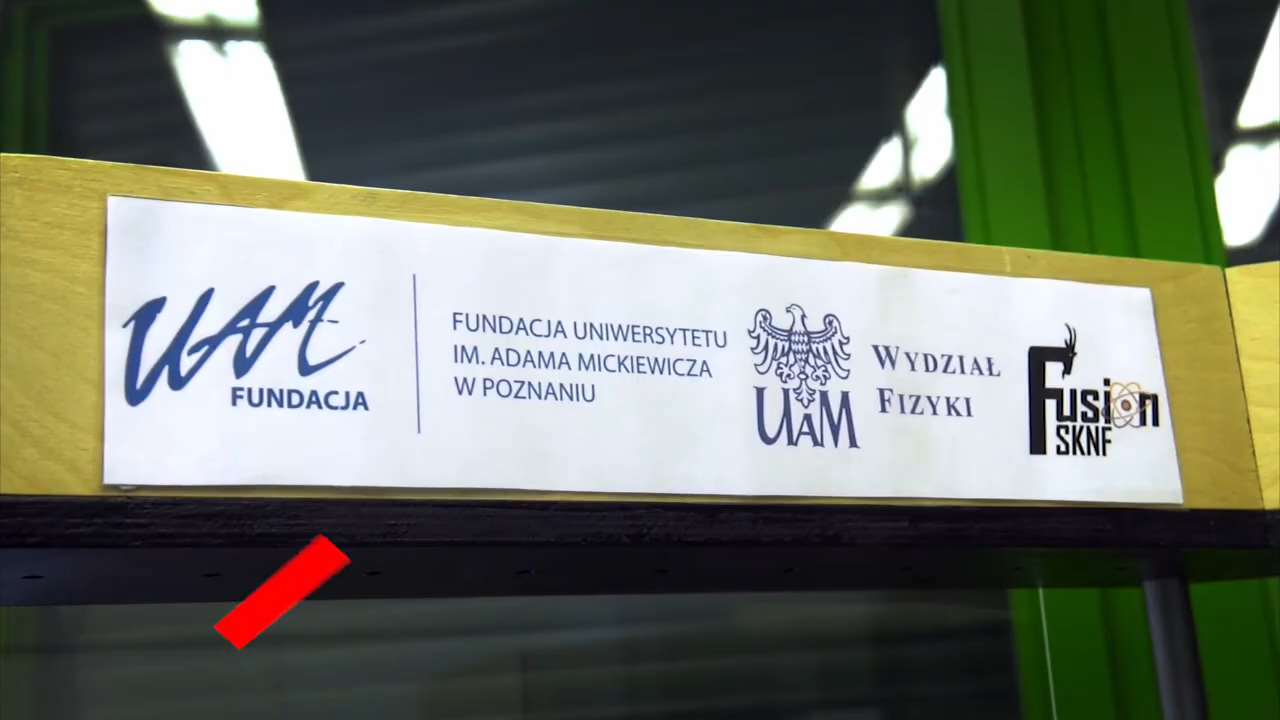 UAM
FUNDACJA
FUNDACJA UNIWERSYTETU
IM. ADAMA MICKIEWICZA
W POZNANIU
UAM
WYDZIAŁ
FIZYKI
Fusion
SKNF